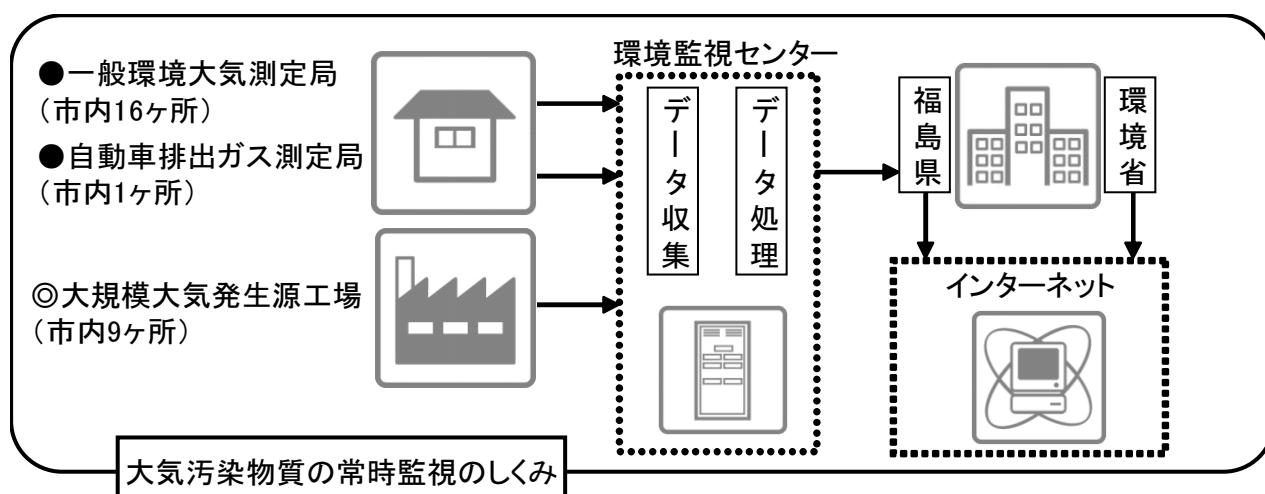 ●一般環境大気測定局
(市内16ヶ所)
●自動車排出ガス測定局
(市内1ヶ所)
◎大規模大気発生源工場
(市内9ヶ所)
環境監視センター
データ収集
データ処理
福島県
環境省
インターネット
大気汚染物質の常時監視のしくみ